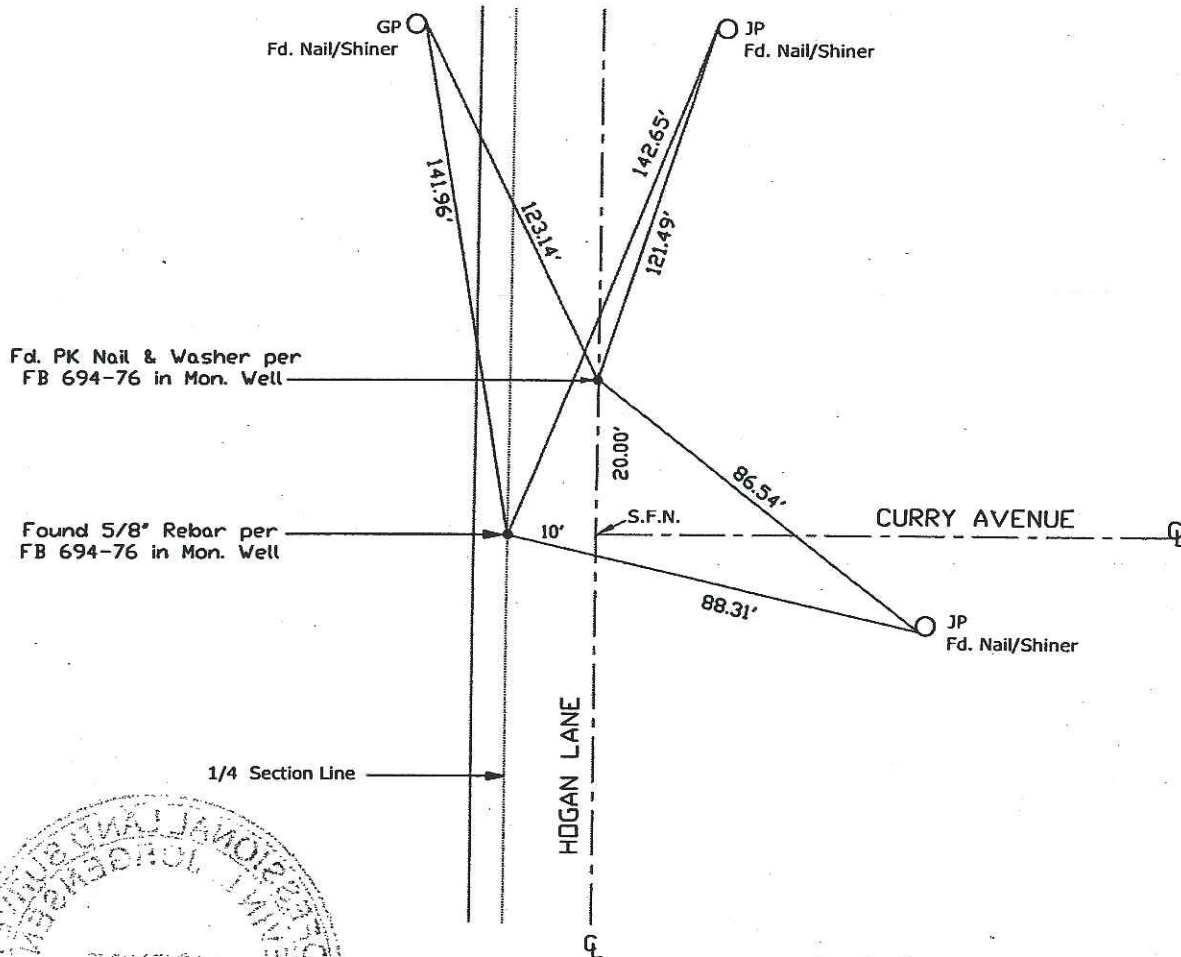 GP
Fd. Nail/Shiner
JP
Fd. Nail/Shiner
141.96'
123.14'
142.65'
121.49'
Fd. PK Nail & Washer per
FB 694-76 in Mon. Well
20.00'
86.54'
Found 5/8" Rebar per
FB 694-76 in Mon. Well
10'
S.F.N.
CURRY AVENUE
℄
88.31'
JP
Fd. Nail/Shiner
HOGAN LANE
1/4 Section Line
℄
JORGENSEN